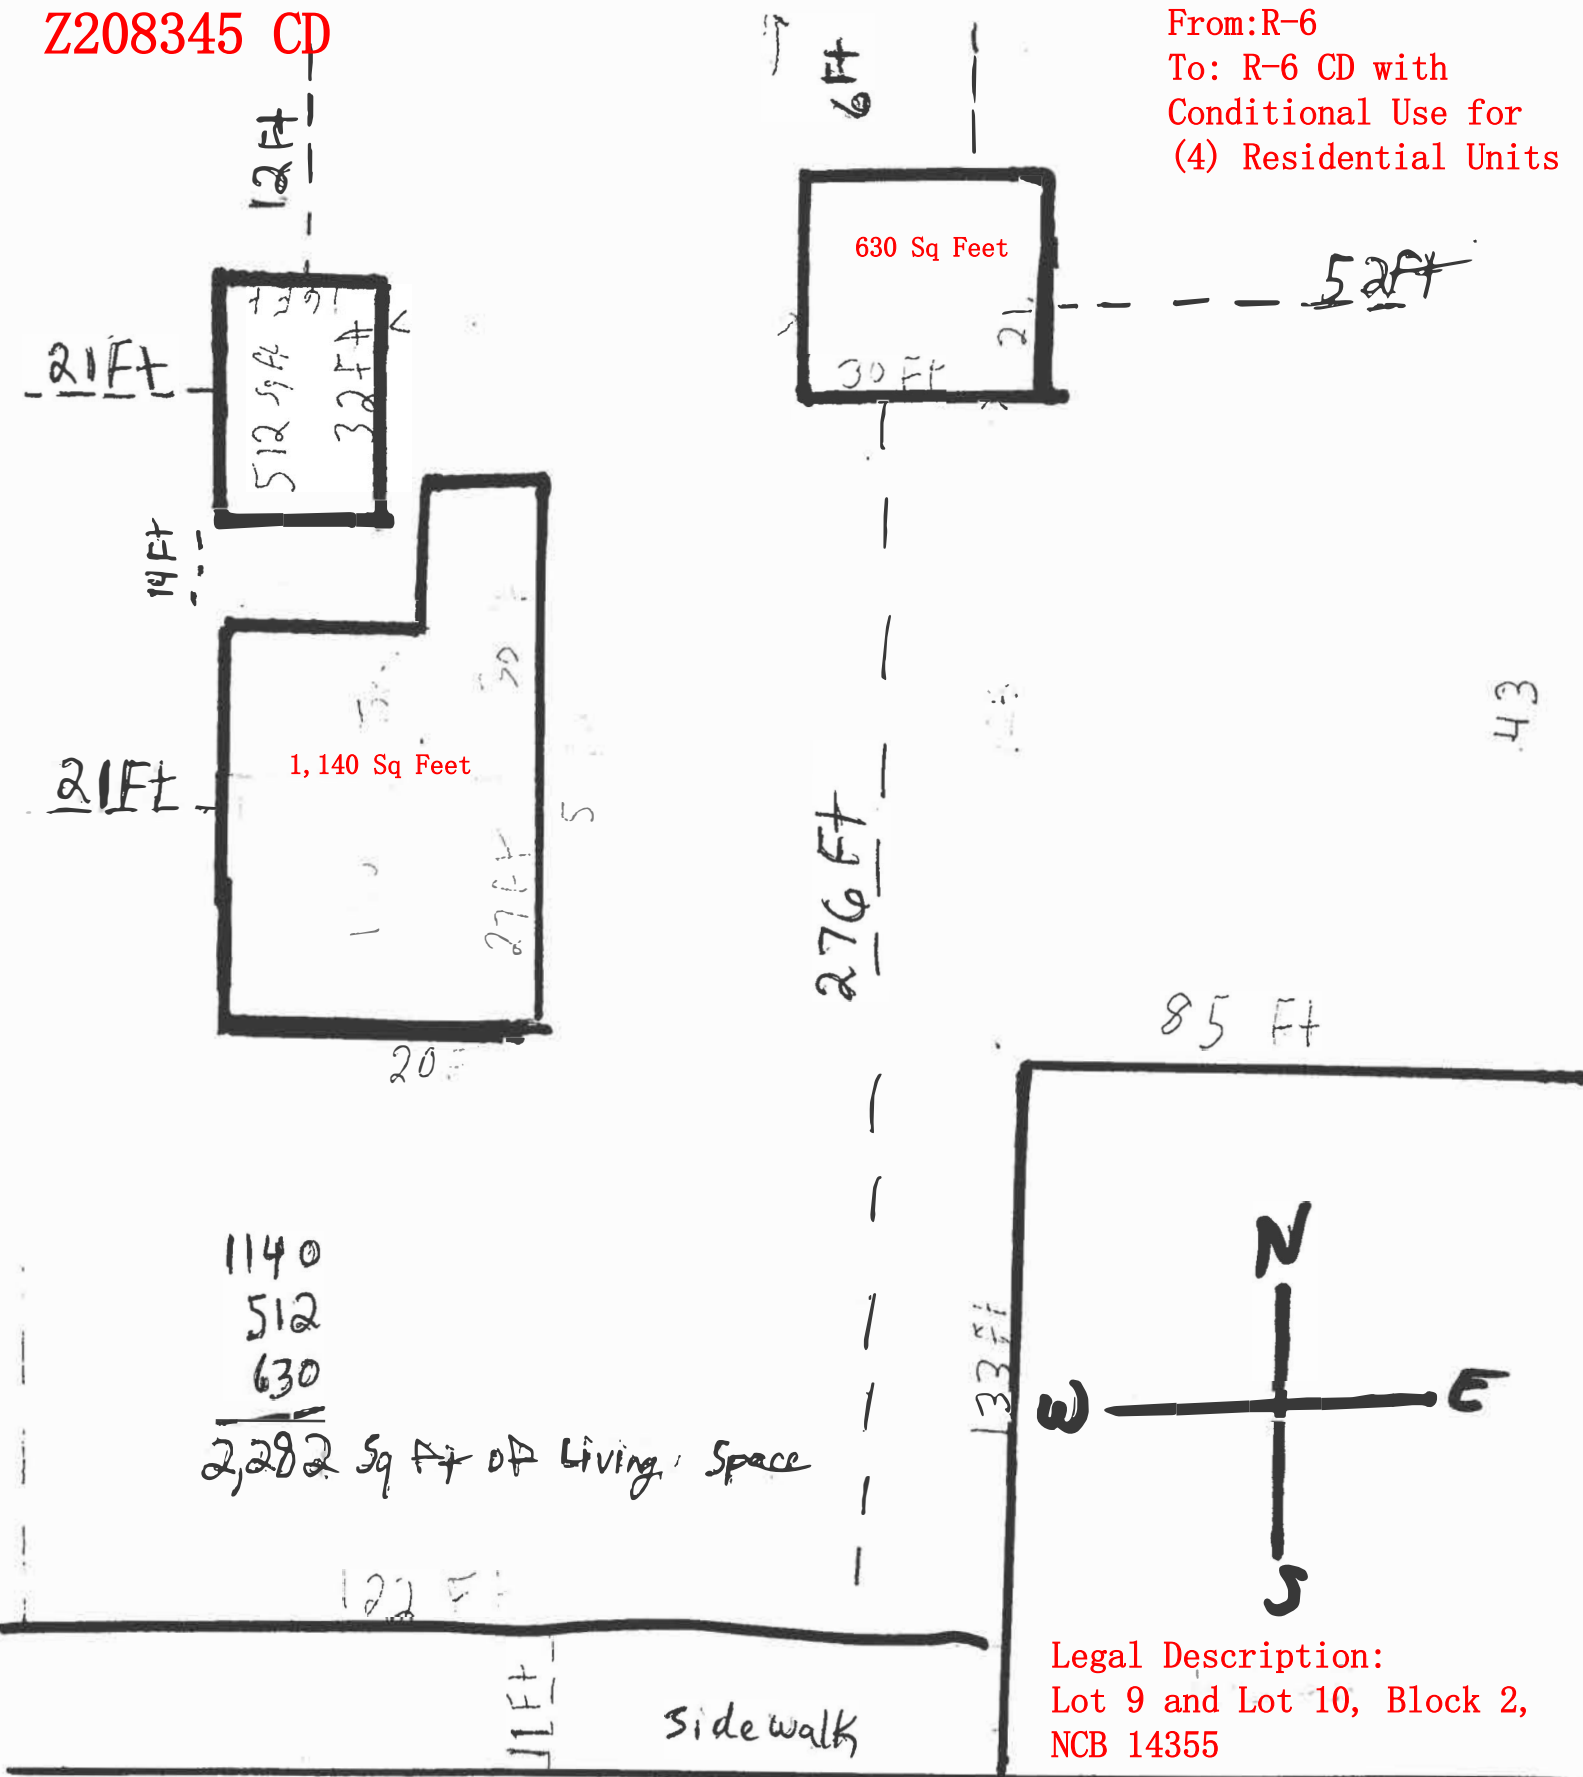 Z208345 CD
From:R-6
To: R-6 CD with
Conditional Use for
(4) Residential Units
12 Ft
6 Ft
630 Sq Feet
52 Ft
21
30 Ft
21 Ft
512 sq ft
32 Ft
14 Ft
21 Ft
1,140 Sq Feet
27 Ft
20
276 Ft
43
85 Ft
133 Ft
N
W
E
S
1140
512
630
2,282 Sq Ft of Living Space
122 Ft
11 Ft
Sidewalk
Legal Description:
Lot 9 and Lot 10, Block 2,
NCB 14355